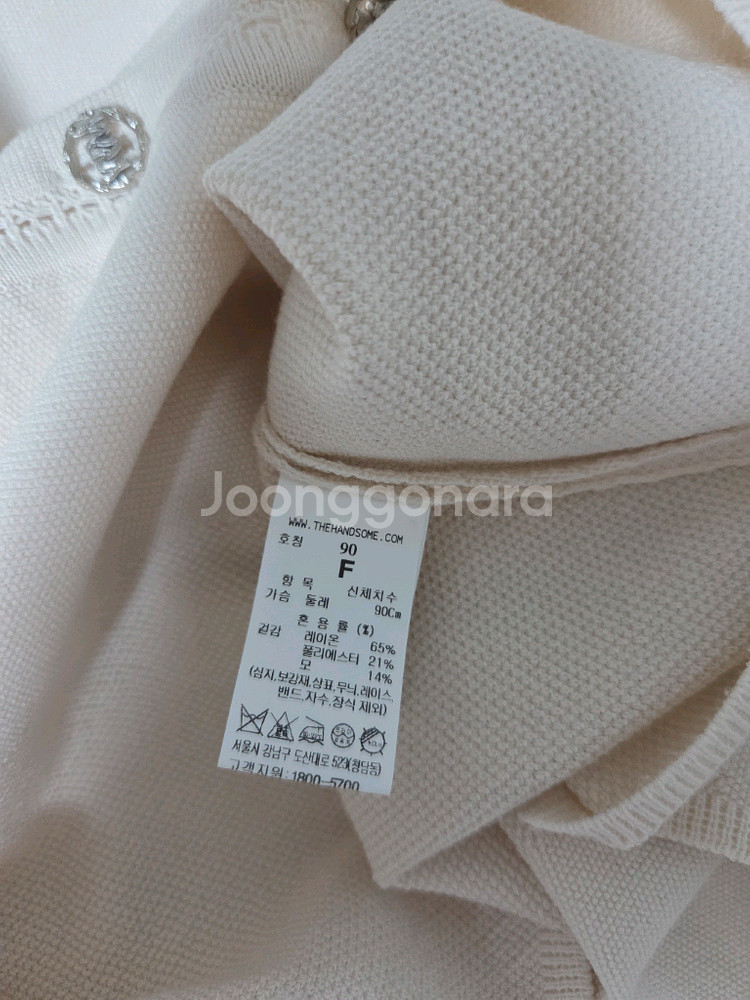 Joonggonara
WWW.THEHANDSOME.COM
호칭 90
F
항 목 신체치수
가슴 둘레 90Cm
혼 용 률 (%)
겉감 레이온 65%
폴리에스터 21%
모 14%
(심지,보강재,상표,무늬,레이스
밴드,자수,장식 제외)
서울시 강남구 도산대로 523(청담동)
고객지원:1800-5700